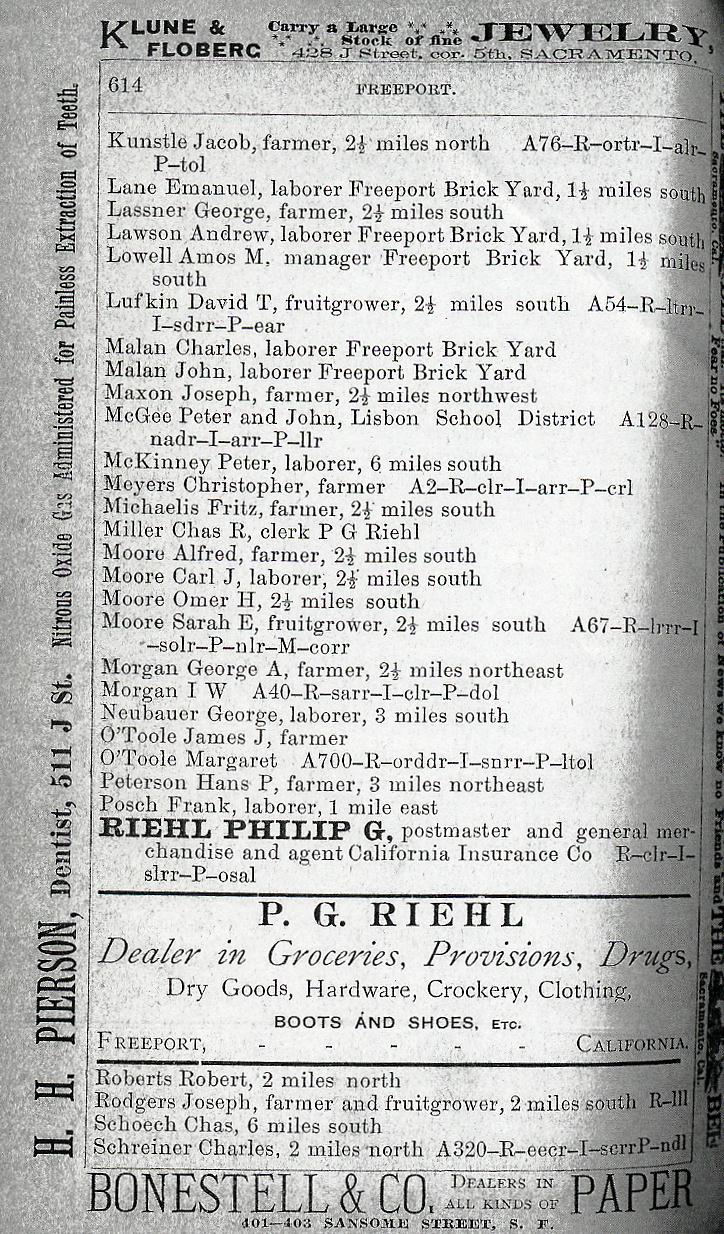 KLUNE & FLOBERG Carry a Large Stock of fine JEWELRY,
428 J Street, cor. 5th, SACRAMENTO.
614 FREEPORT.
Kunstle Jacob, farmer, 2½ miles north A76–R–ortr–I–alr–
P–tol
Lane Emanuel, laborer Freeport Brick Yard, 1½ miles south
Lassner George, farmer, 2½ miles south
Lawson Andrew, laborer Freeport Brick Yard, 1½ miles south
Lowell Amos M, manager Freeport Brick Yard, 1½ miles
south
Lufkin David T, fruitgrower, 2½ miles south A54–R–ltrr–
I–sdrr–P–ear
Malan Charles, laborer Freeport Brick Yard
Malan John, laborer Freeport Brick Yard
Maxon Joseph, farmer, 2½ miles northwest
McGee Peter and John, Lisbon School District A128–R–
nadr–I–arr–P–llr
McKinney Peter, laborer, 6 miles south
Meyers Christopher, farmer A2–R–clr–I–arr–P–crl
Michaelis Fritz, farmer, 2½ miles south
Miller Chas R, clerk P G Riehl
Moore Alfred, farmer, 2½ miles south
Moore Carl J, laborer, 2½ miles south
Moore Omer H, 2½ miles south
Moore Sarah E, fruitgrower, 2½ miles south A67–R–lrrr–I
–solr–P–nlr–M–corr
Morgan George A, farmer, 2½ miles northeast
Morgan I W A40–R–sarr–I–clr–P–dol
Neubauer George, laborer, 3 miles south
O'Toole James J, farmer
O'Toole Margaret A700–R–orddr–I–snrr–P–ltol
Peterson Hans P, farmer, 3 miles northeast
Posch Frank, laborer, 1 mile east
RIEHL PHILIP G, postmaster and general mer-
chandise and agent California Insurance Co R–clr–I–
slrr–P–osal
P. G. RIEHL
Dealer in Groceries, Provisions, Drugs,
Dry Goods, Hardware, Crockery, Clothing,
BOOTS AND SHOES, ETC.
FREEPORT, - - - - - CALIFORNIA.
Roberts Robert, 2 miles north
Rodgers Joseph, farmer and fruitgrower, 2 miles south R–lll
Schoech Chas, 6 miles south
Schreiner Charles, 2 miles north A320–R–eecr–I–scrrP–ndl
BONESTELL & CO. DEALERS IN ALL KINDS OF PAPER
401—403 SANSOME STREET, S. F.
H. H. PIERSON, Dentist, 511 J St. Nitrous Oxide Gas Administered for Painless Extraction of Teeth.
THE BEE
Sacramento, Cal.